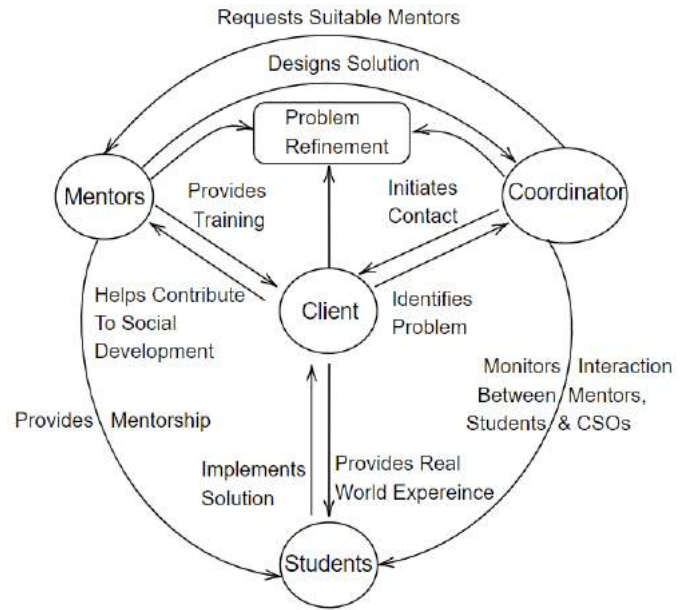 Requests Suitable Mentors
Designs Solution
Problem
Refinement
Mentors
Coordinator
Provides
Training
Initiates
Contact
Client
Helps Contribute
To Social
Development
Identifies
Problem
Provides Mentorship
Monitors Interaction
Between Mentors,
Students & CSOs
Implements
Solution
Provides Real
World Expereince
Students